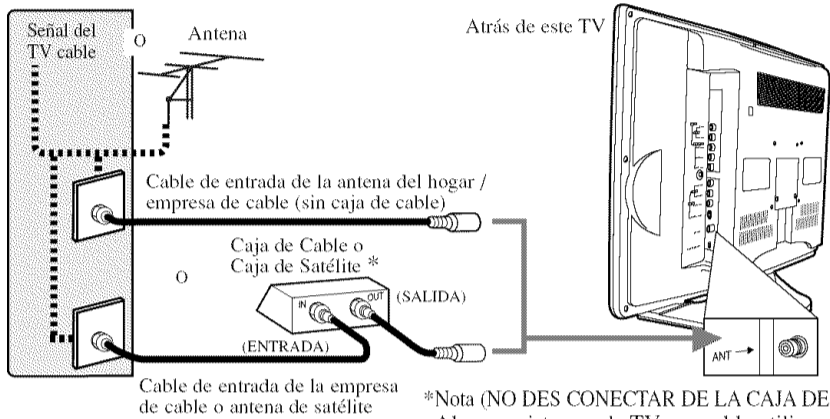 Señal del
TV cable
O
Antena
Atrás de este TV
Cable de entrada de la antena del hogar /
empresa de cable (sin caja de cable)
Caja de Cable o
Caja de Satélite *
O
IN
OUT
(SALIDA)
(ENTRADA)
ANT
Cable de entrada de la empresa
de cable o antena de satélite
*Nota (NO DES CONECTAR DE LA CAJA DE